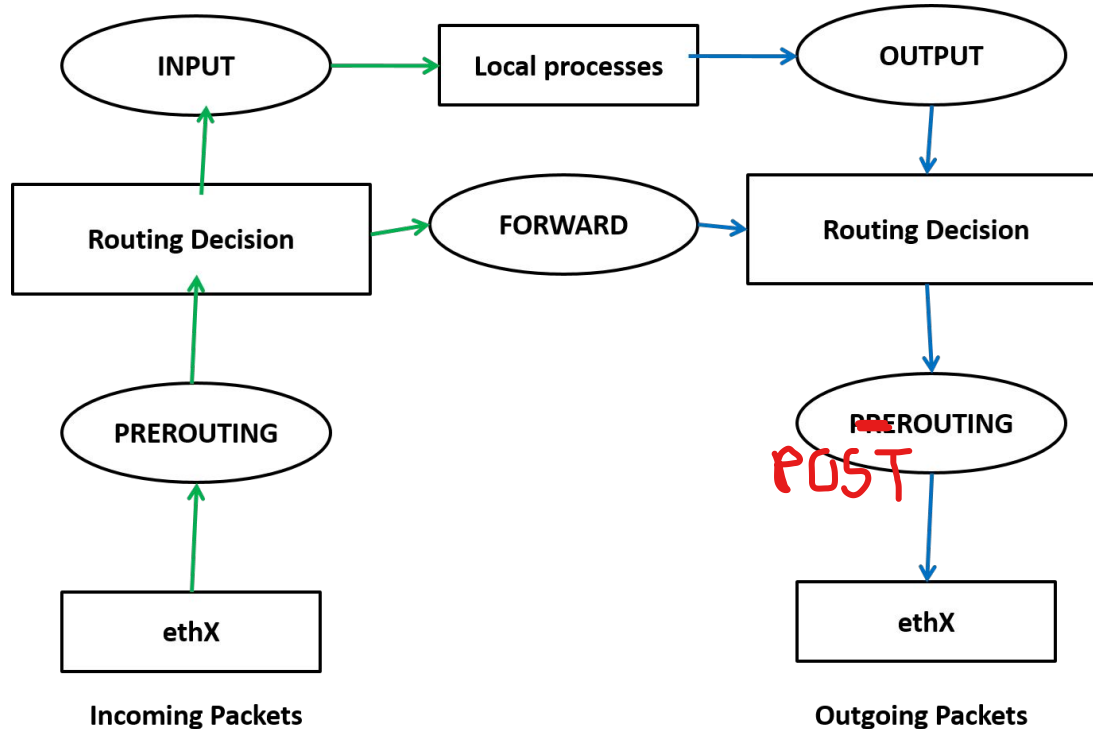 INPUT
Local processes
OUTPUT
Routing Decision
FORWARD
Routing Decision
PREROUTING
PREROUTING
POST
ethX
ethX
Incoming Packets
Outgoing Packets